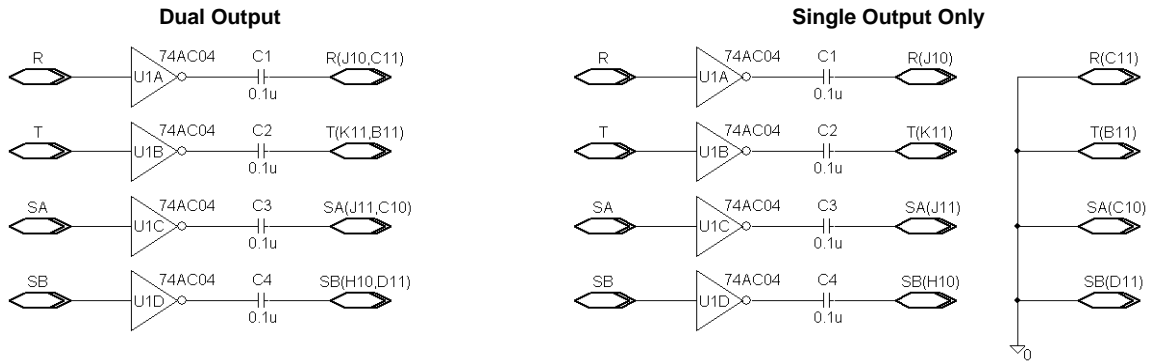 Dual Output
Single Output Only
R 74AC04 C1 R(J10,C11)
U1A
0.1u
T 74AC04 C2 T(K11,B11)
U1B
0.1u
SA 74AC04 C3 SA(J11,C10)
U1C
0.1u
SB 74AC04 C4 SB(H10,D11)
U1D
0.1u
R 74AC04 C1 R(J10) R(C11)
U1A
0.1u
T 74AC04 C2 T(K11) T(B11)
U1B
0.1u
SA 74AC04 C3 SA(J11) SA(C10)
U1C
0.1u
SB 74AC04 C4 SB(H10) SB(D11)
U1D
0.1u
0